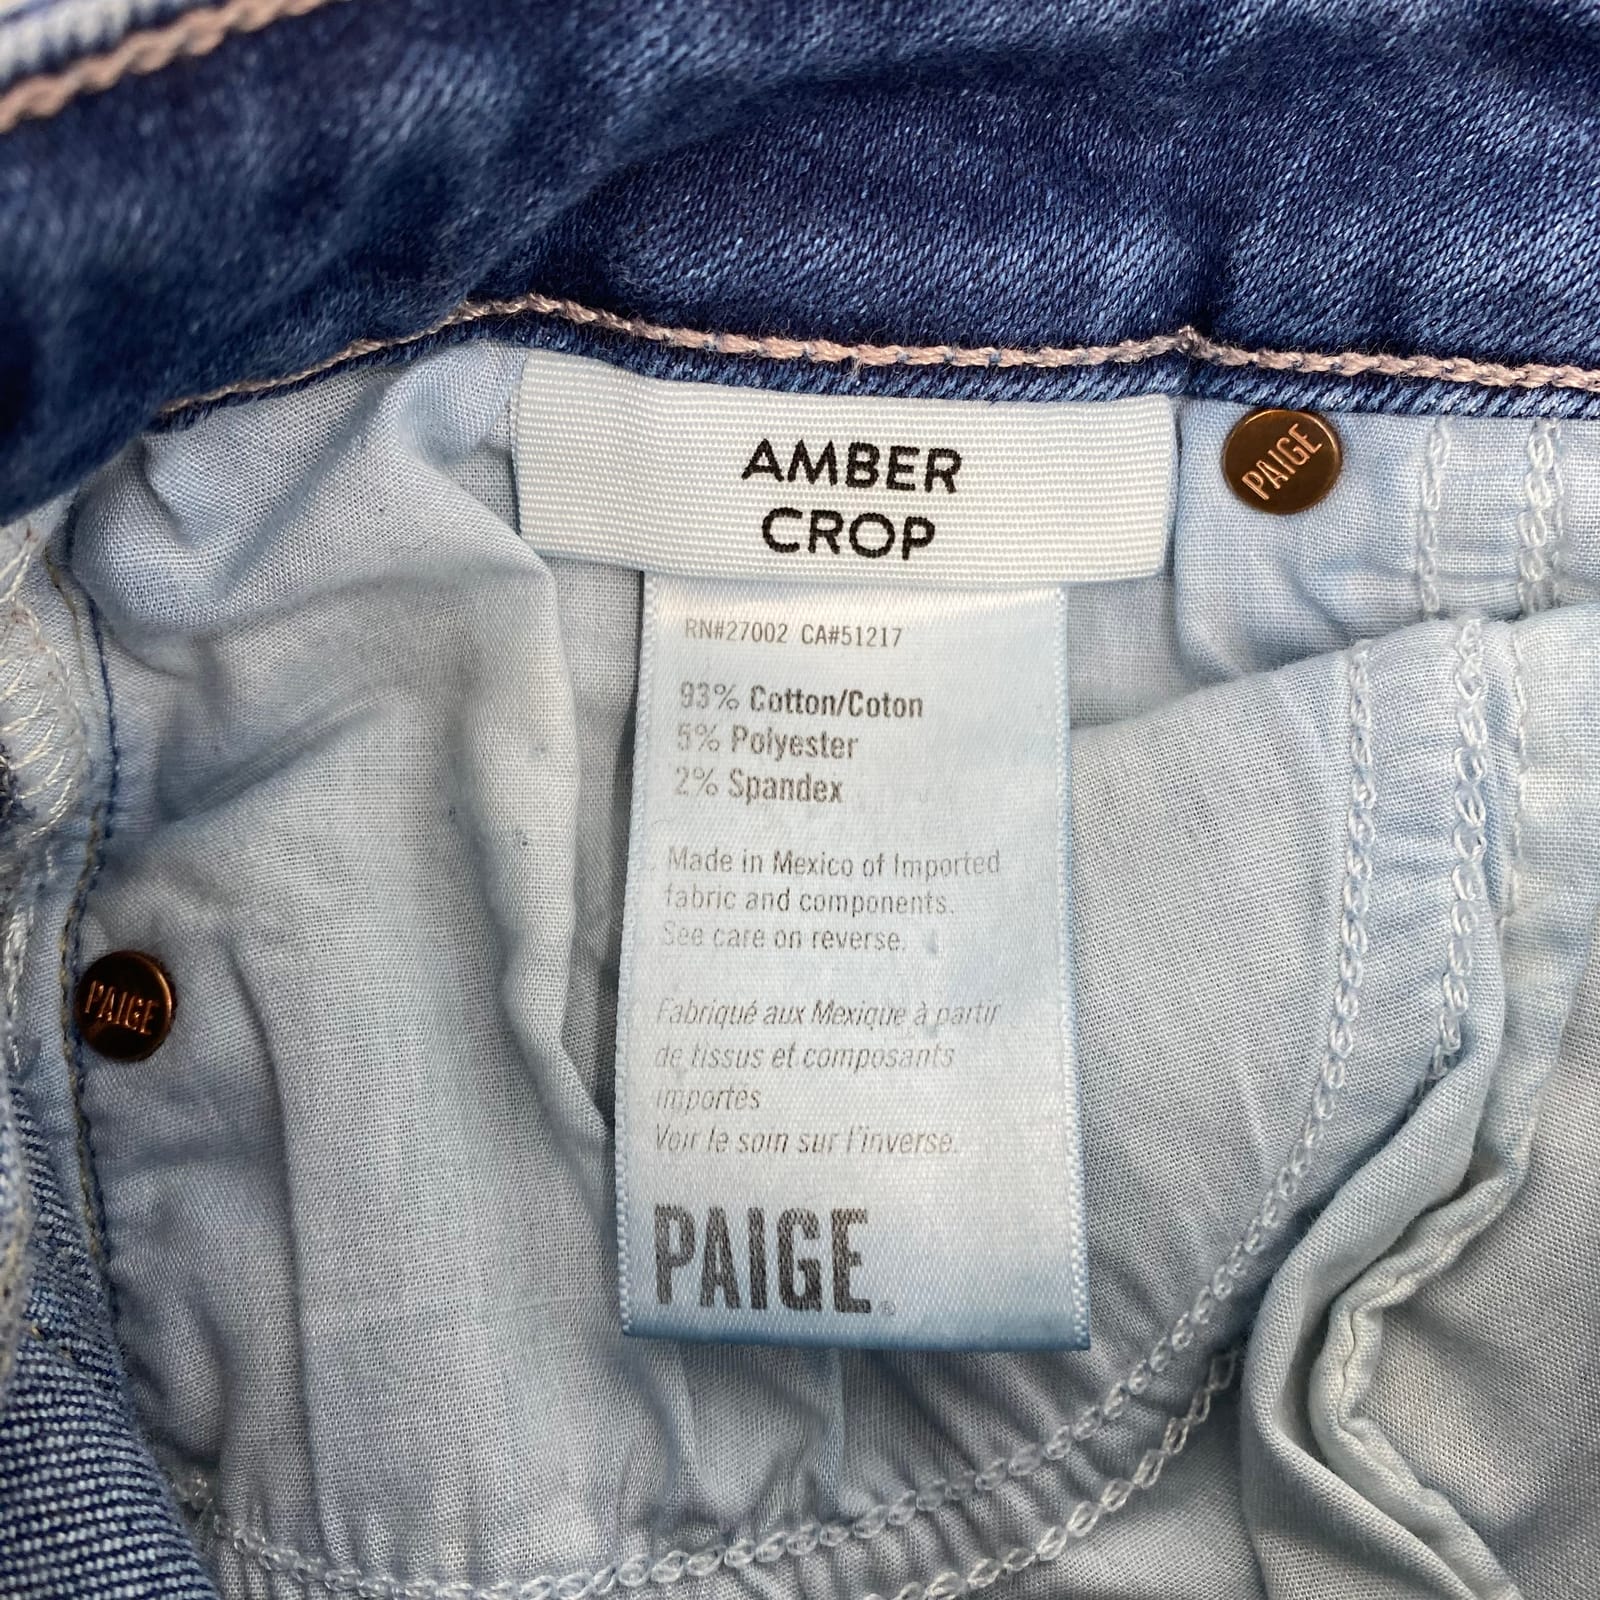 AMBER
CROP
PAIGE
RN#27002 CA#51217
93% Cotton/Coton
5% Polyester
2% Spandex
Made in Mexico of Imported
fabric and components.
See care on reverse.
PAIGE
Fabriqué aux Mexique à partir
de tissus et composants
importés
Voir le soin sur l'inverse.
PAIGE®